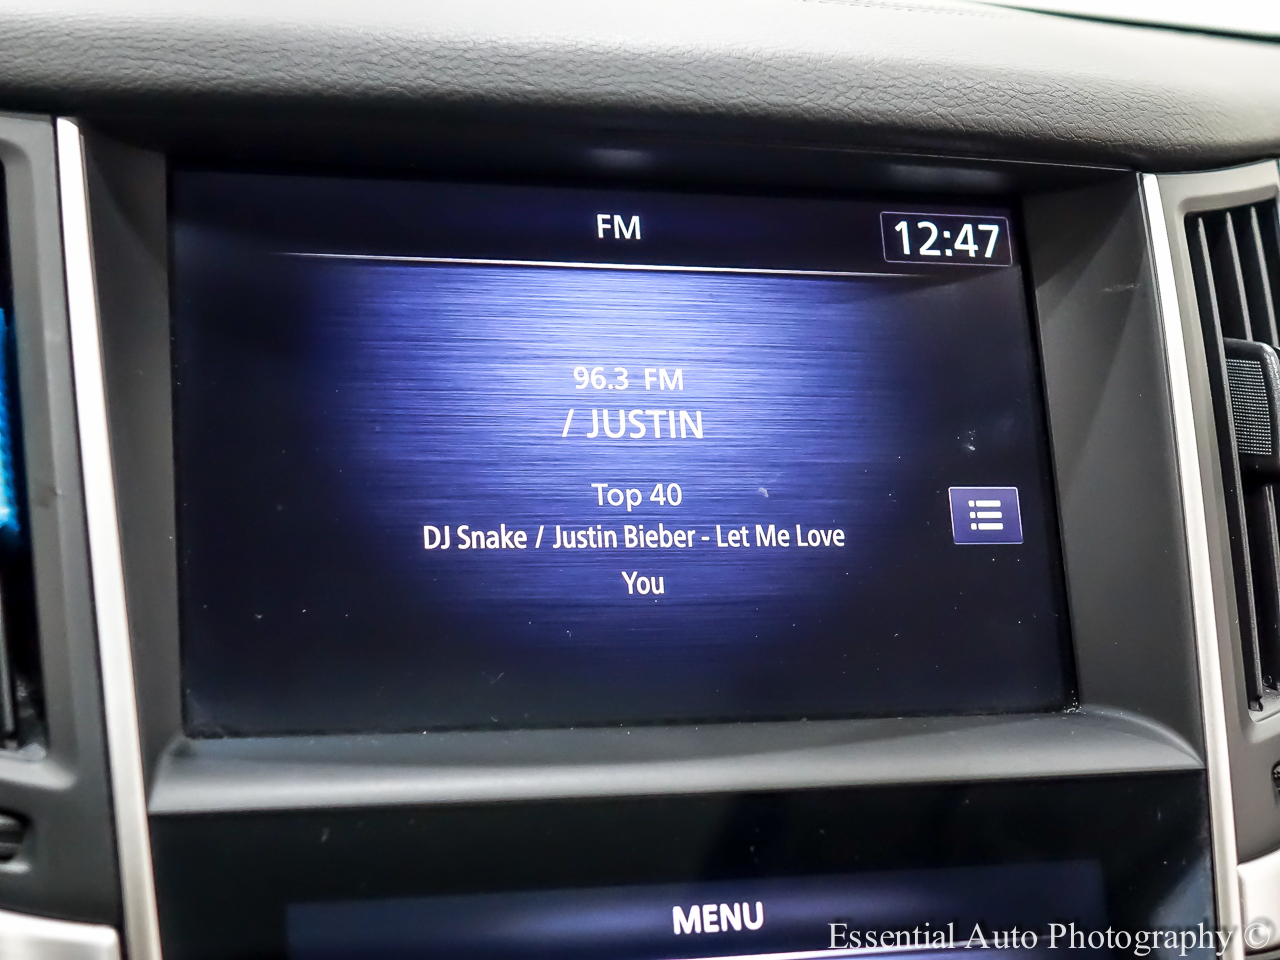 FM
12:47
96.3 FM
/ JUSTIN
Top 40
DJ Snake / Justin Bieber - Let Me Love
You
MENU
Essential Auto Photography ©